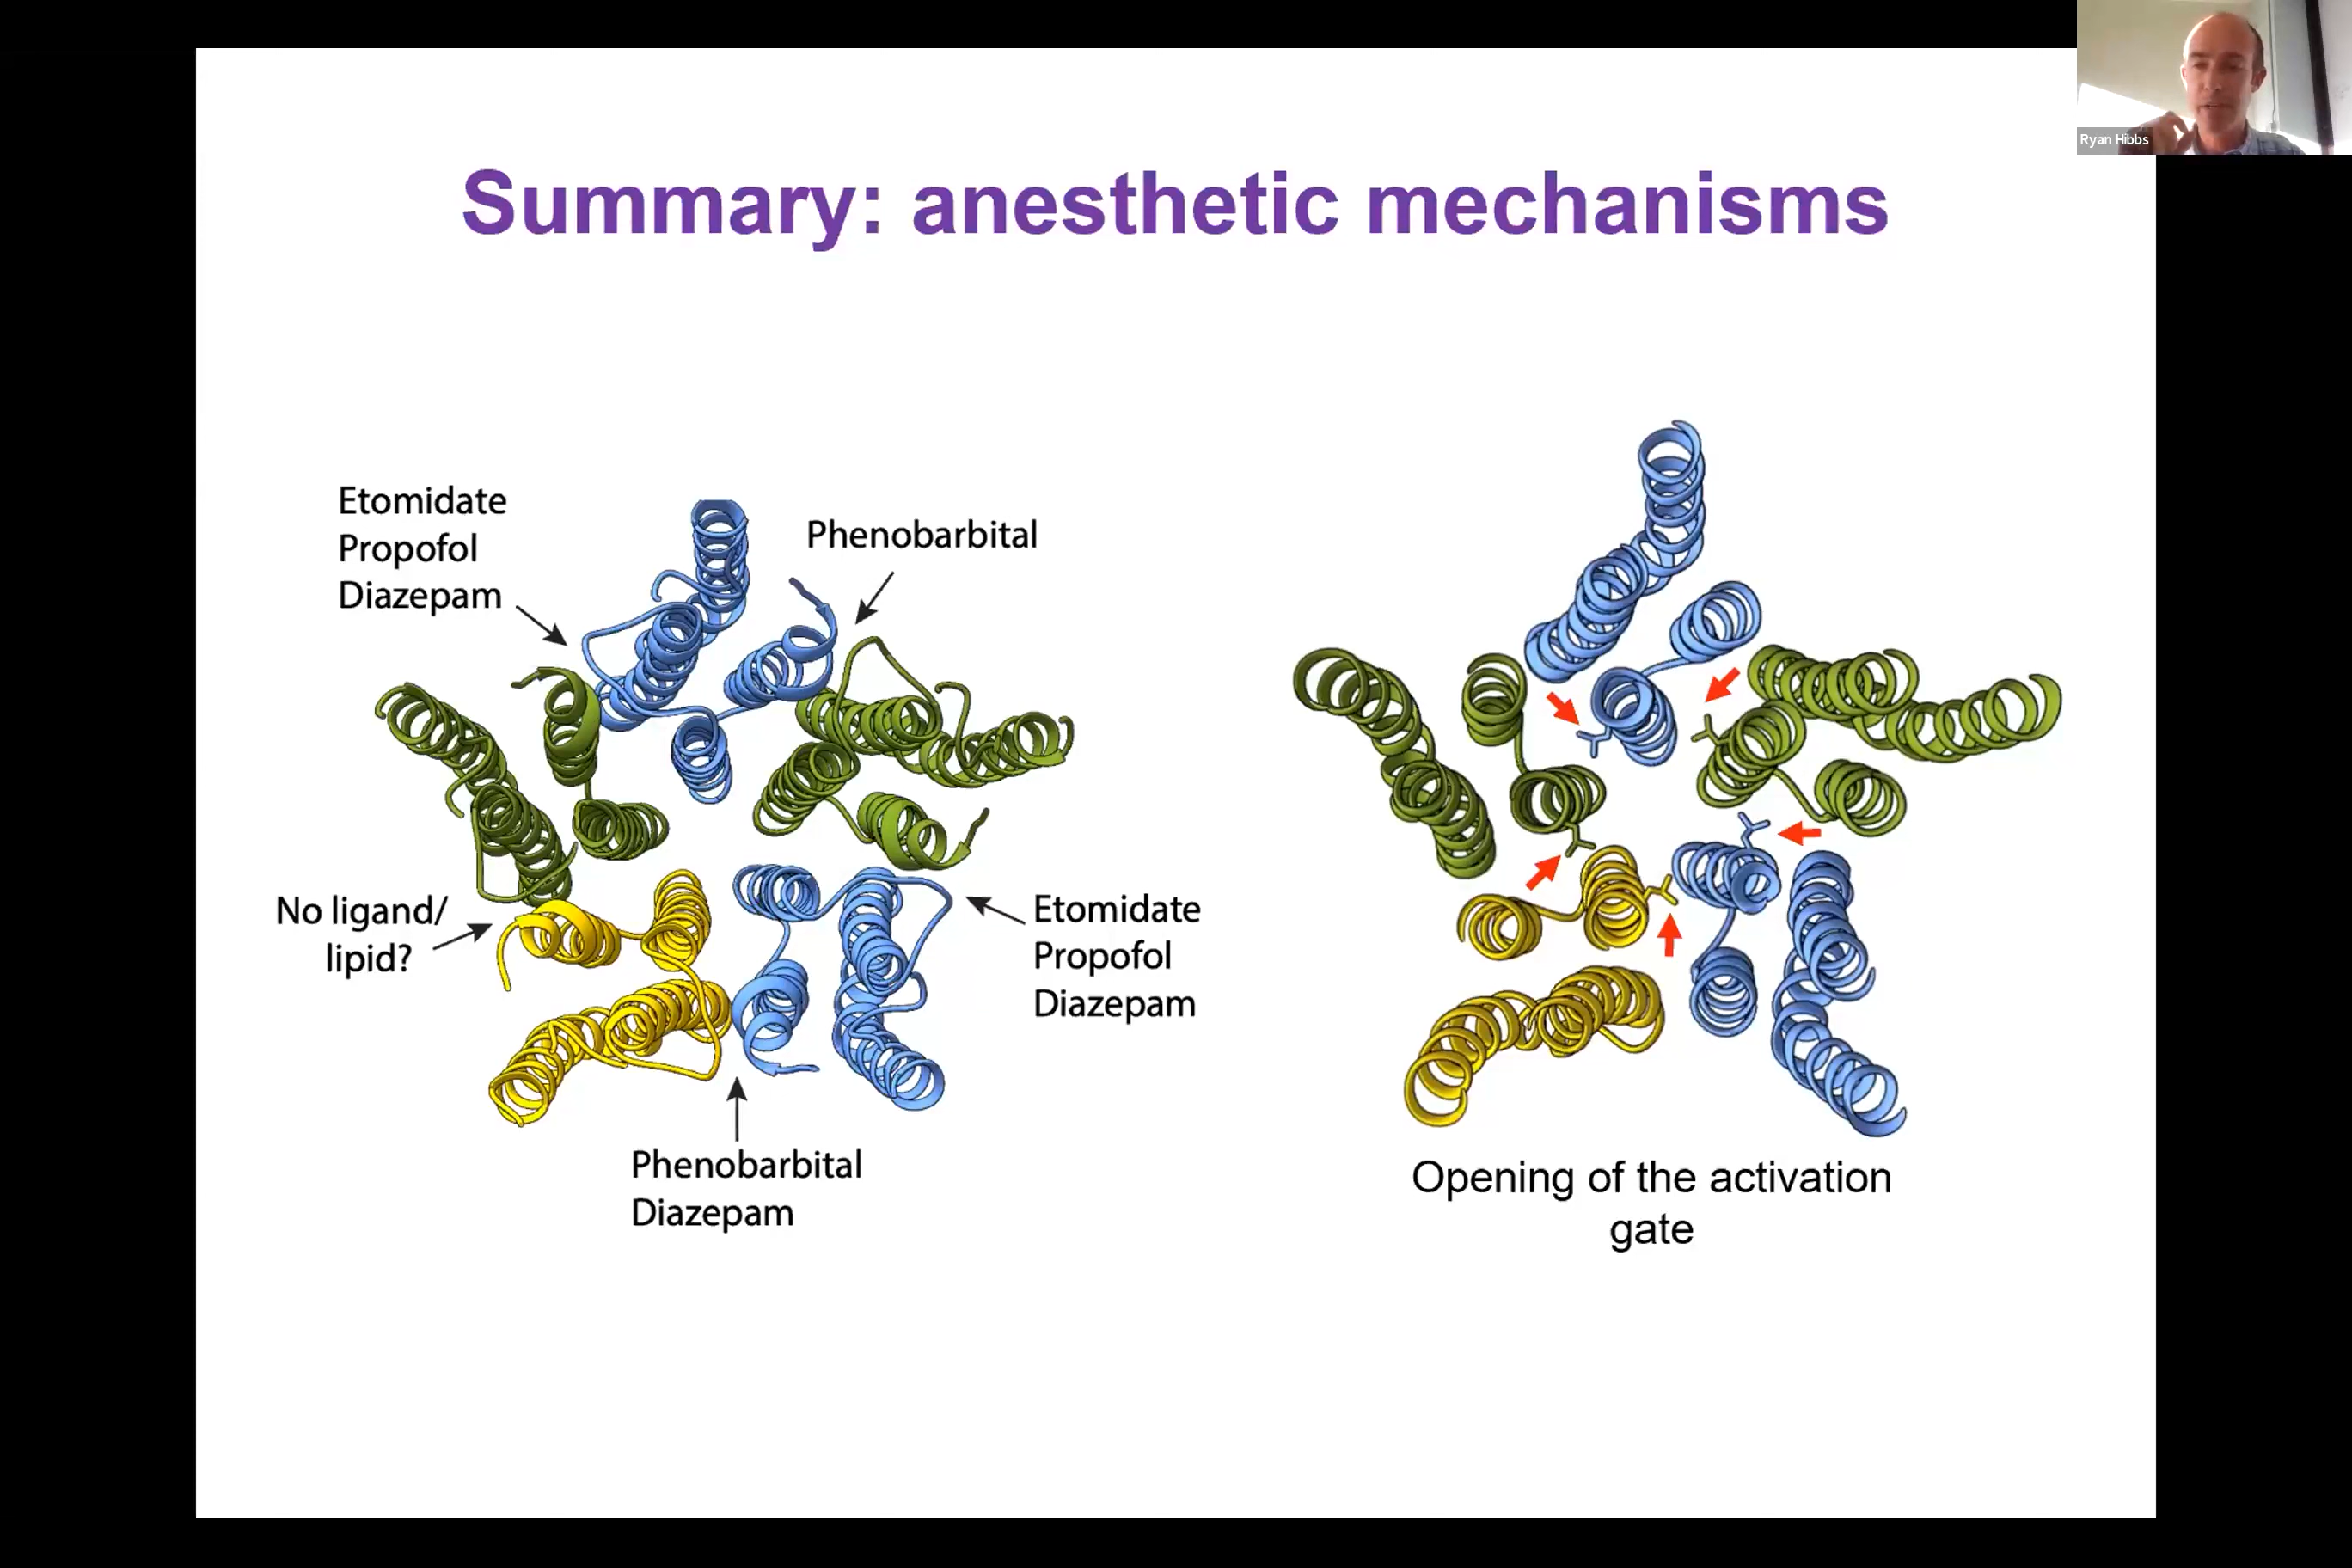 Ryan Hibbs
Summary: anesthetic mechanisms
Etomidate
Propofol
Diazepam
Phenobarbital
No ligand/
lipid?
Etomidate
Propofol
Diazepam
Phenobarbital
Diazepam
Opening of the activation
gate